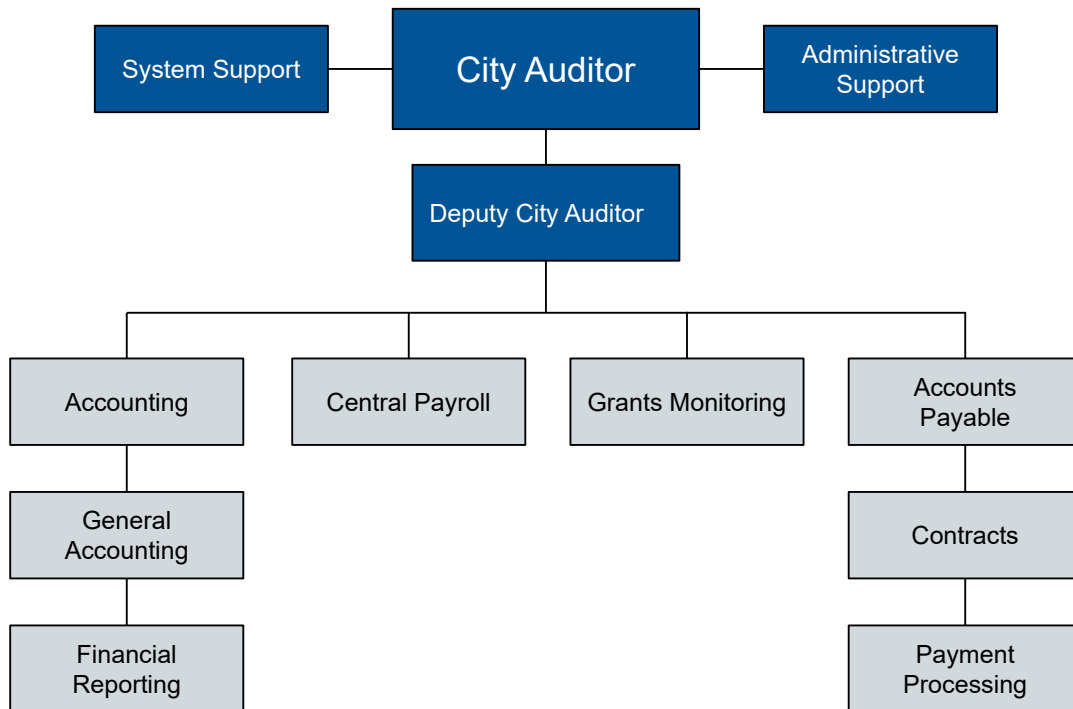 System Support
City Auditor
Administrative
Support
Deputy City Auditor
Accounting
Central Payroll
Grants Monitoring
Accounts
Payable
General
Accounting
Contracts
Financial
Reporting
Payment
Processing